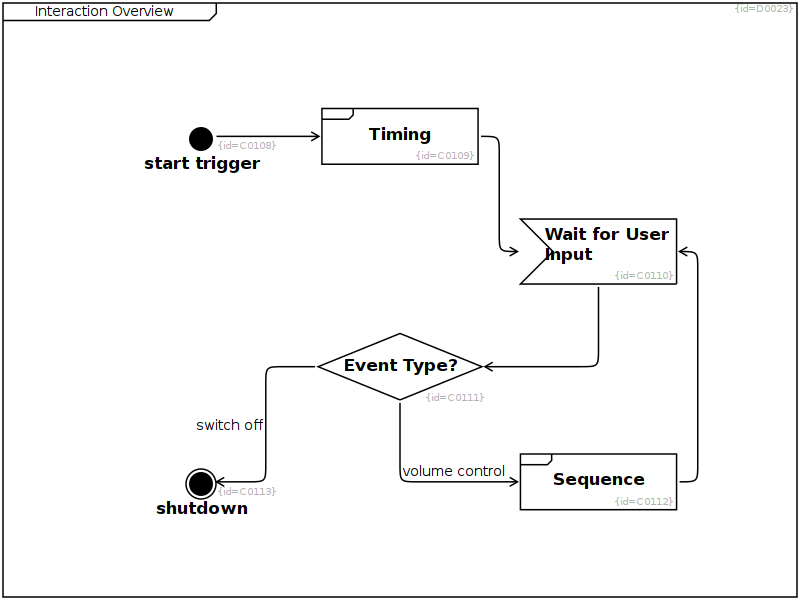 Interaction Overview
{id=D0023}
Timing
{id=C0108}
{id=C0109}
start trigger
Wait for User
Input
{id=C0110}
Event Type?
{id=C0111}
switch off
volume control
Sequence
{id=C0113}
{id=C0112}
shutdown